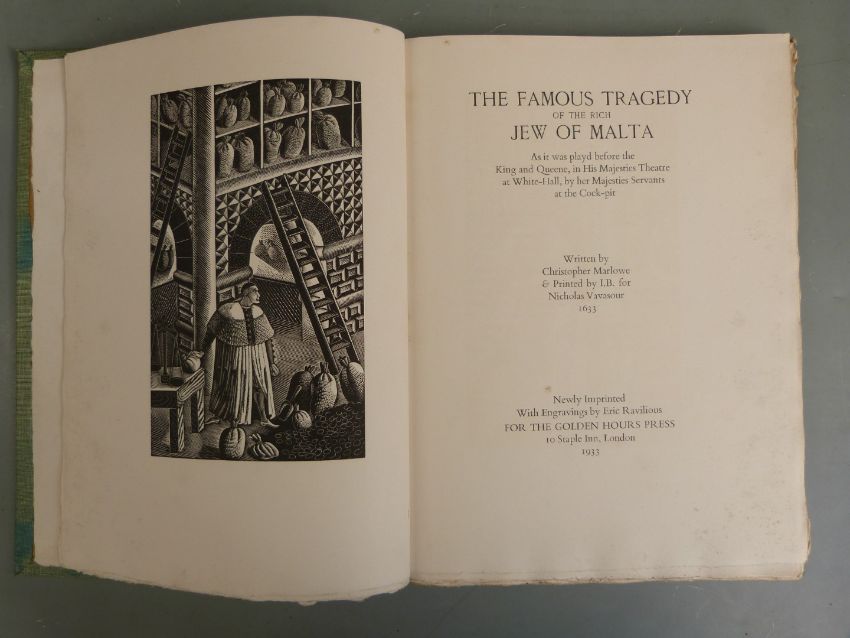 THE FAMOUS TRAGEDY
OF THE RICH
JEW OF MALTA
As it was playd before the
King and Queene, in His Majesties Theatre
at White-Hall, by her Majesties Servants
at the Cock-pit
Written by
Christopher Marlowe
& Printed by I.B. for
Nicholas Vavasour
1633
Newly Imprinted
With Engravings by Eric Ravilious
FOR THE GOLDEN HOURS PRESS
10 Staple Inn, London
1933